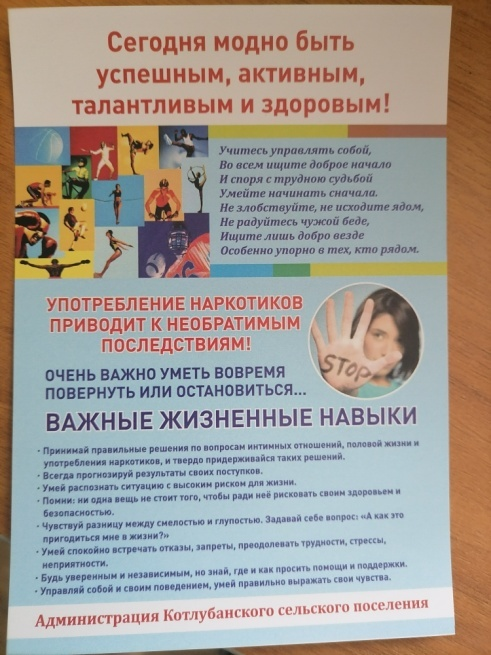 Сегодня модно быть
успешным, активным,
талантливым и здоровым!
Учитесь управлять собой,
Во всем ищите доброе начало
И споря с трудною судьбой
Умейте начинать сначала.
Не злобствуйте, не исходите ядом,
Не радуйтесь чужой беде,
Ищите лишь добро везде
Особенно упорно в тех, кто рядом.
УПОТРЕБЛЕНИЕ НАРКОТИКОВ
ПРИВОДИТ К НЕОБРАТИМЫМ
ПОСЛЕДСТВИЯМ!
STOP
ОЧЕНЬ ВАЖНО УМЕТЬ ВОВРЕМЯ
ПОВЕРНУТЬ ИЛИ ОСТАНОВИТЬСЯ...
ВАЖНЫЕ ЖИЗНЕННЫЕ НАВЫКИ
· Принимай правильные решения по вопросам интимных отношений, половой жизни и
употребления наркотиков, и твердо придерживайся таких решений.
· Всегда прогнозируй результаты своих поступков.
· Умей распознать ситуацию с высоким риском для жизни.
· Помни: ни одна вещь не стоит того, чтобы ради неё рисковать своим здоровьем и
безопасностью.
· Чувствуй разницу между смелостью и глупостью. Задавай себе вопрос: «А как это
пригодиться мне в жизни?»
· Умей спокойно встречать отказы, запреты, преодолевать трудности, стрессы,
неприятности.
· Будь уверенным и независимым, но знай, где и как просить помощи и поддержки.
· Управляй собой и своим поведением, умей правильно выражать свои чувства.
Администрация Котлубанского сельского поселения